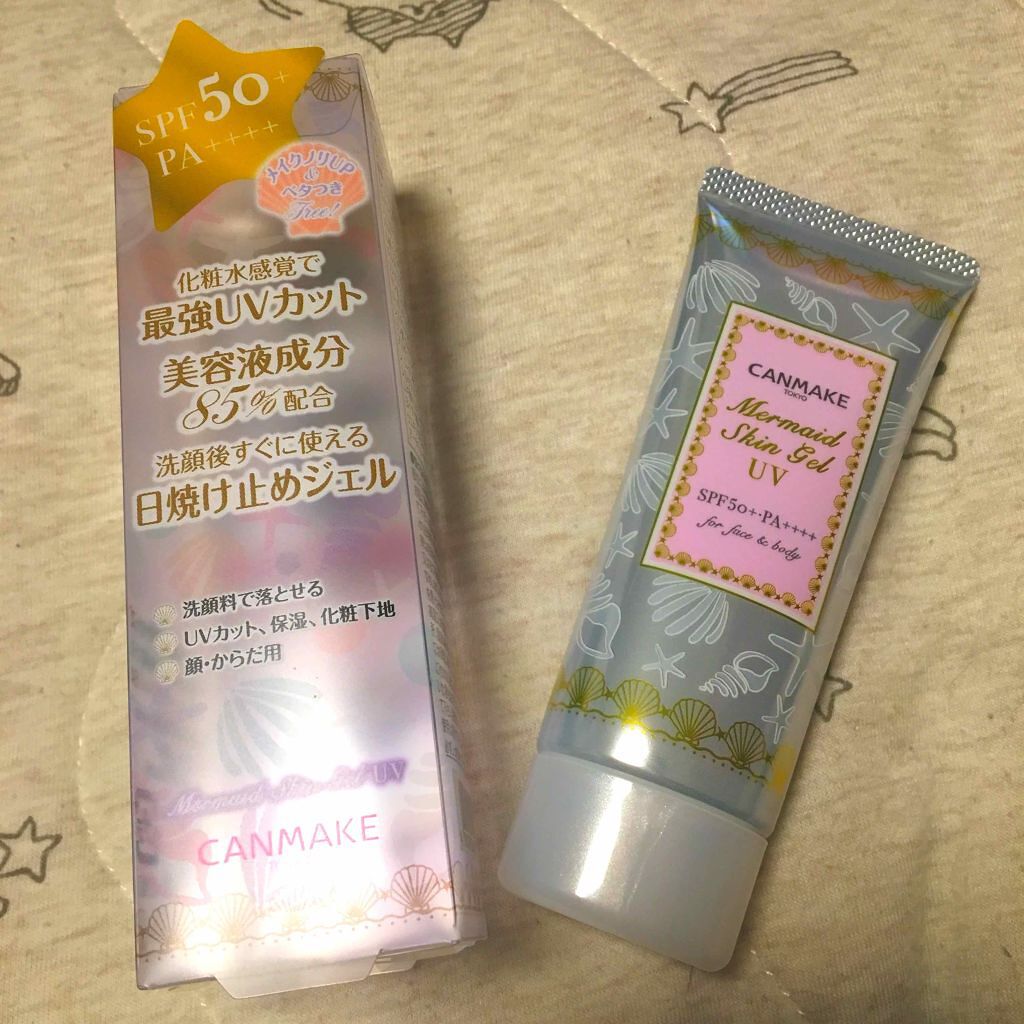 SPF50+
PA++++
メイクノリUP
&
ベタつき
Free!
化粧水感覚で
最強UVカット
美容液成分
85%配合
洗顔後すぐに使える
日焼け止めジェル
洗顔料で落とせる
UVカット、保湿、化粧下地
顔・からだ用
Mermaid Skin Gel UV
CANMAKE
CANMAKE
TOKYO
Mermaid
Skin Gel
UV
SPF50+・PA++++
for face & body